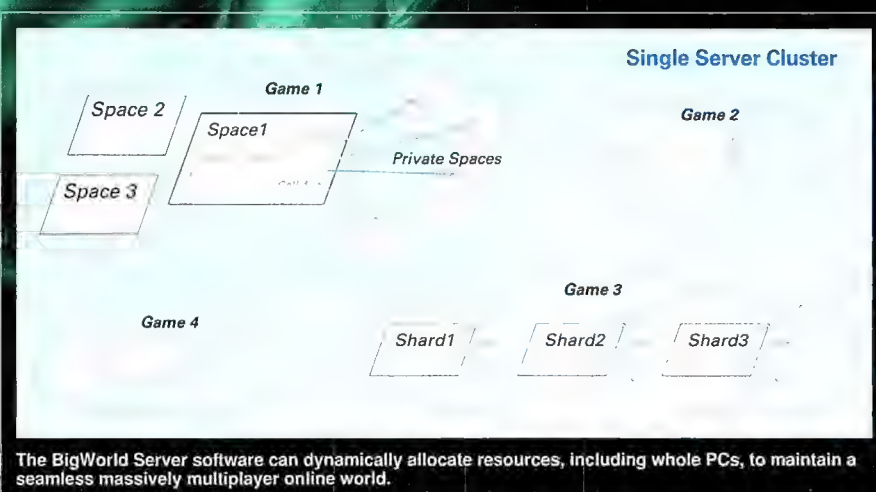 Single Server Cluster
Game 1
Space 2
Space1
Game 2
Private Spaces
Space 3
Game 3
Game 4
Shard1
Shard2
Shard3
The BigWorld Server software can dynamically allocate resources, including whole PCs, to maintain a
seamless massively multiplayer online world.